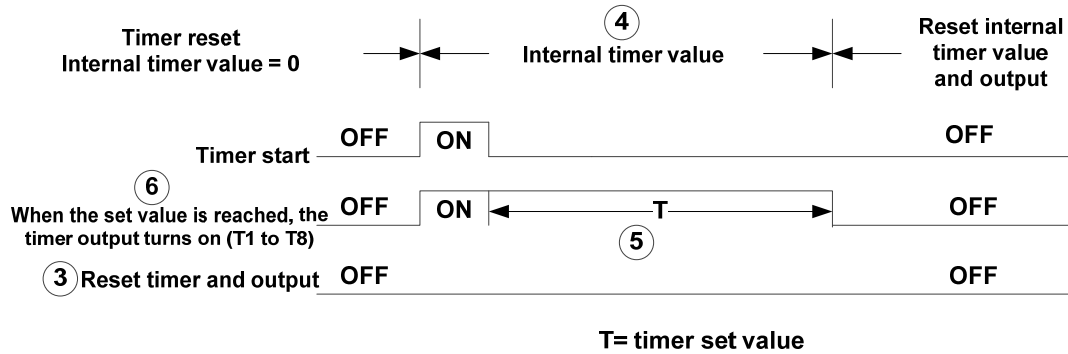 Timer reset
Internal timer value = 0
4
Internal timer value
Reset internal
timer value
and output
Timer start
OFF
ON
OFF
6
When the set value is reached, the
timer output turns on (T1 to T8)
OFF
ON
T
OFF
5
3 Reset timer and output
OFF
OFF
T= timer set value